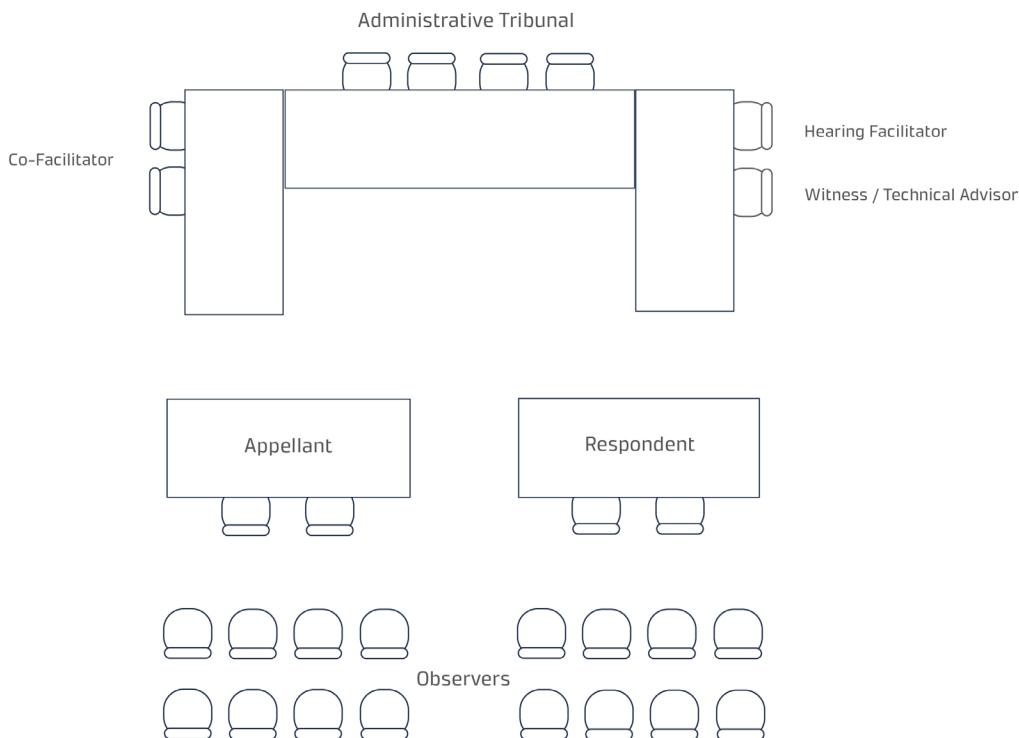 Administrative Tribunal
Hearing Facilitator
Co-Facilitator
Witness / Technical Advisor
Appellant
Respondent
Observers